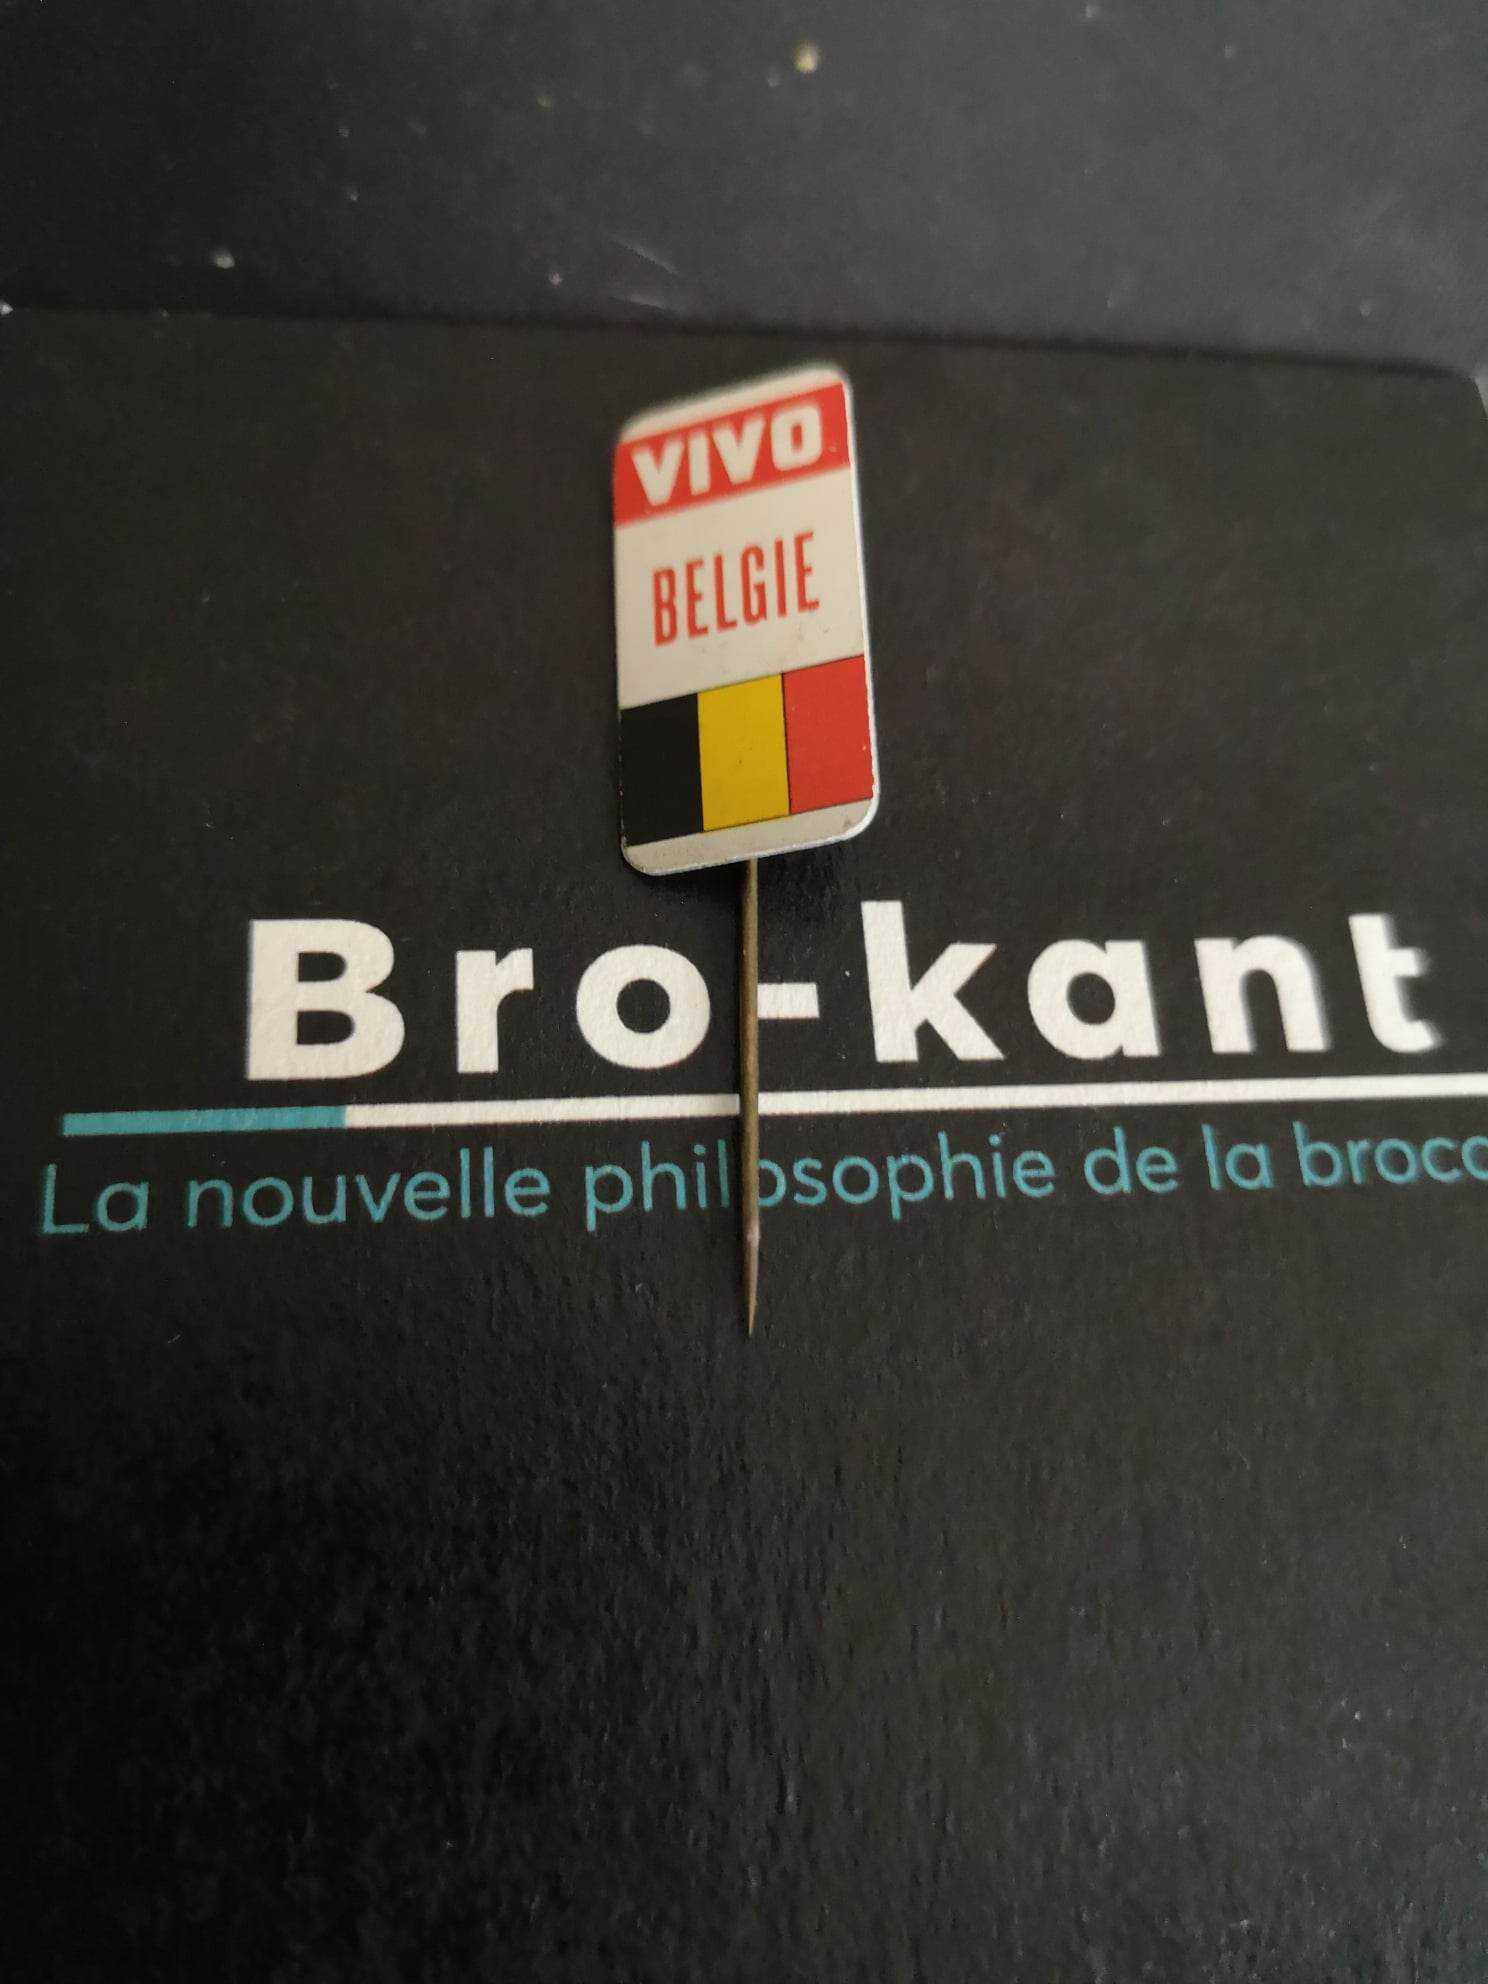 VIVO
BELGIE
Bro-kant
La nouvelle philosophie de la broc